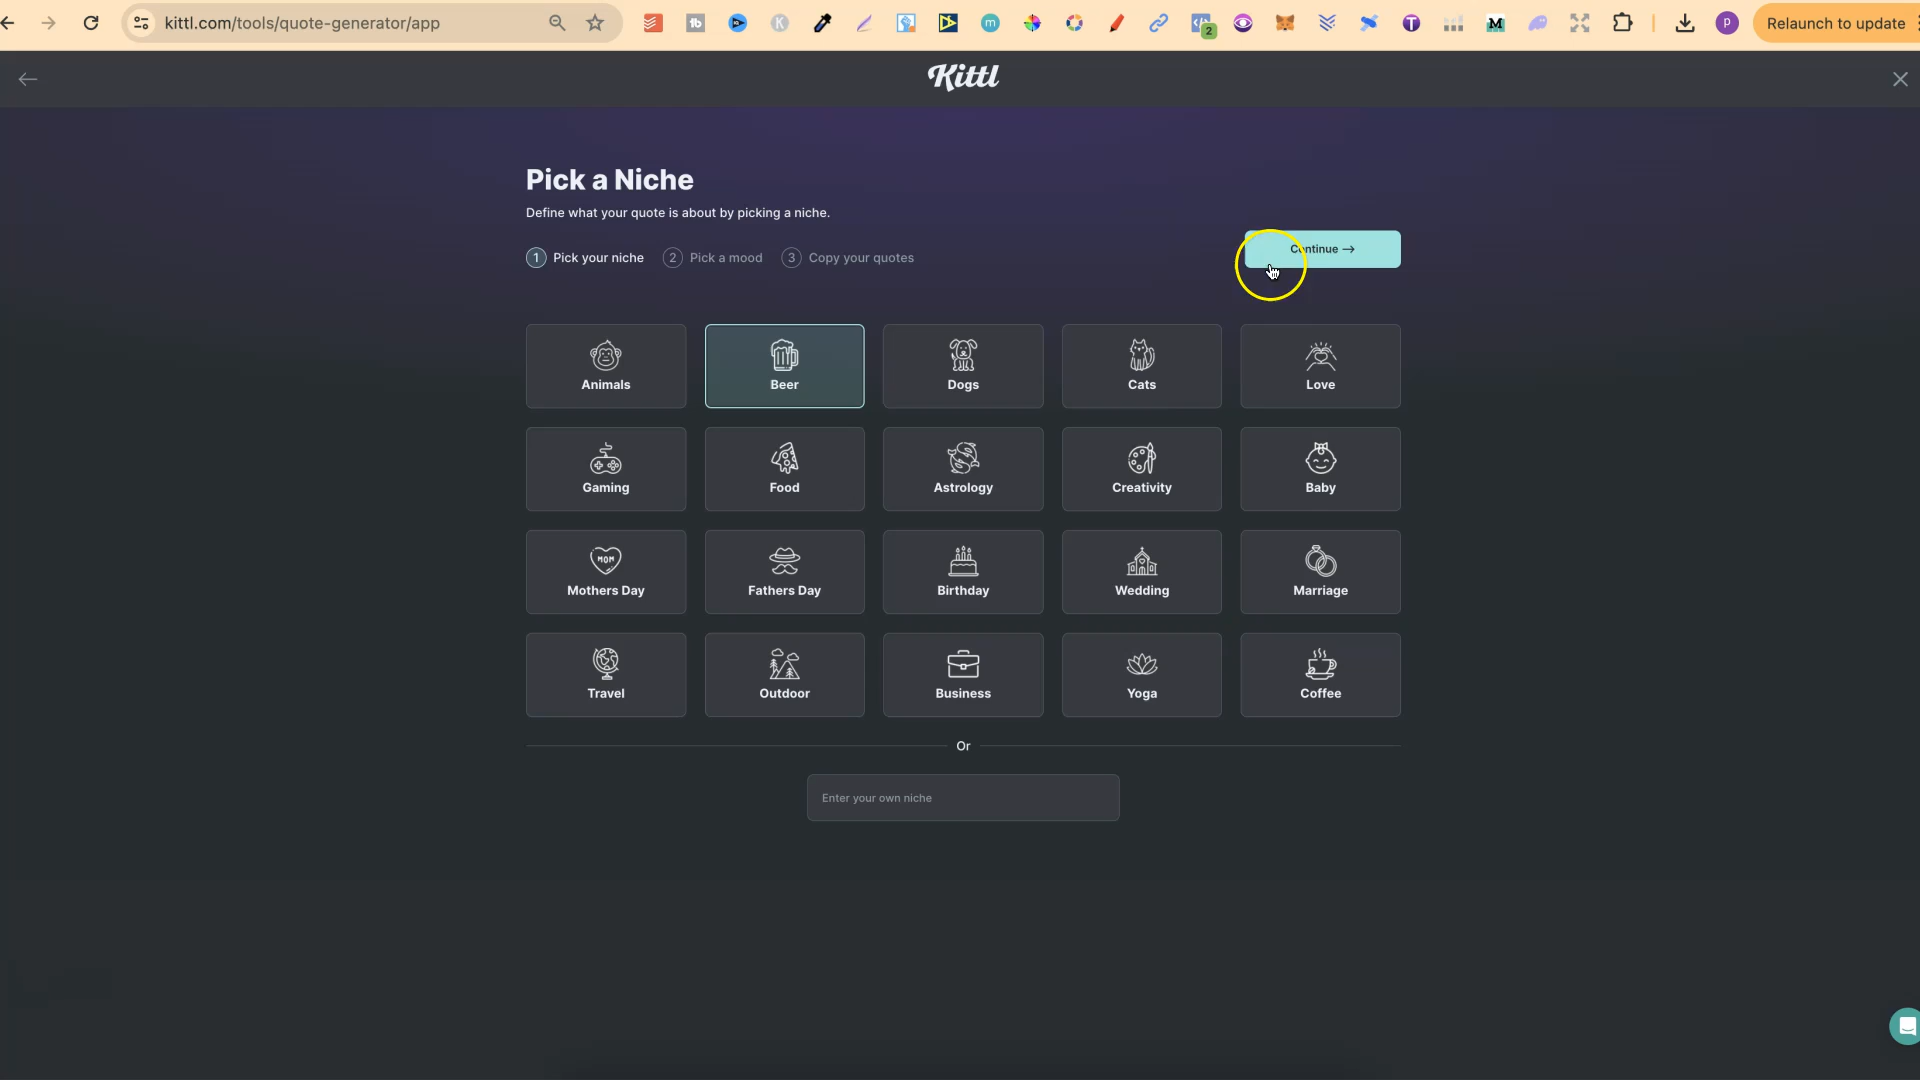 kittl.com/tools/quote-generator/app
2
p
Relaunch to update
Kittl
Pick a Niche
Define what your quote is about by picking a niche.
1 Pick your niche 2 Pick a mood 3 Copy your quotes
Continue →
Animals Beer Dogs Cats Love
Gaming Food Astrology Creativity Baby
MOM
Mothers Day Fathers Day Birthday Wedding Marriage
Travel Outdoor Business Yoga Coffee
Or
Enter your own niche